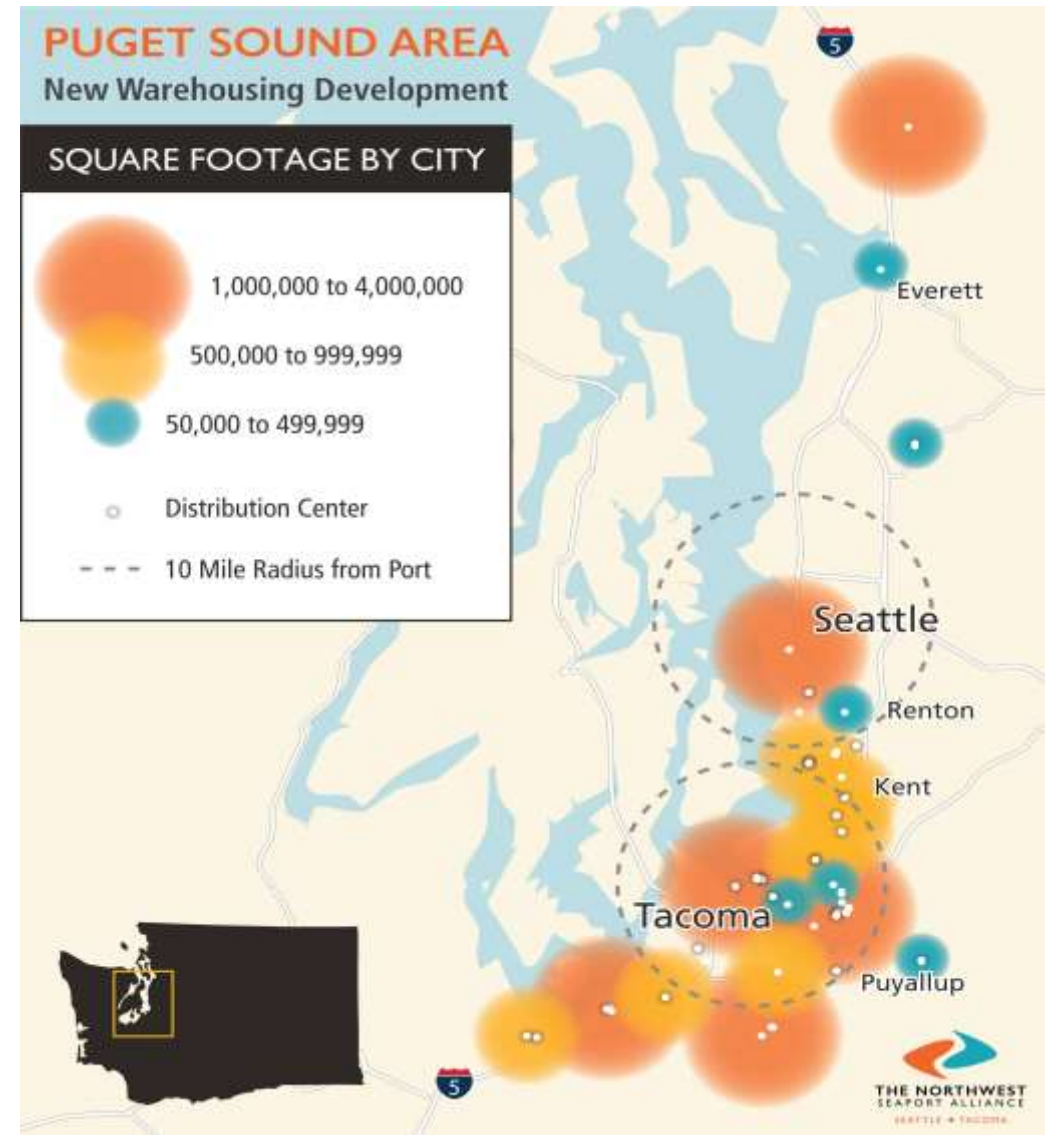 PUGET SOUND AREA
New Warehousing Development
SQUARE FOOTAGE BY CITY
1,000,000 to 4,000,000
500,000 to 999,999
50,000 to 499,999
Distribution Center
10 Mile Radius from Port
5
Everett
Seattle
Renton
Kent
Tacoma
Puyallup
5
THE NORTHWEST
SEAPORT ALLIANCE
SEATTLE + TACOMA